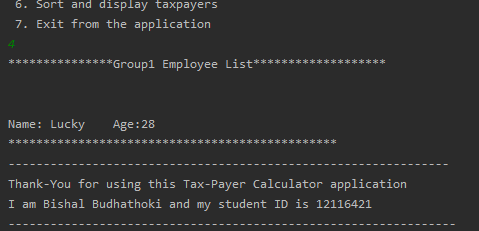 6. Sort and display taxpayers
7. Exit from the application
4
***************Group1 Employee List*******************
Name: Lucky    Age:28
***********************************************
---------------------------------------------------------------
Thank-You for using this Tax-Payer Calculator application
I am Bishal Budhathoki and my student ID is 12116421
----------------------------------------------------------------